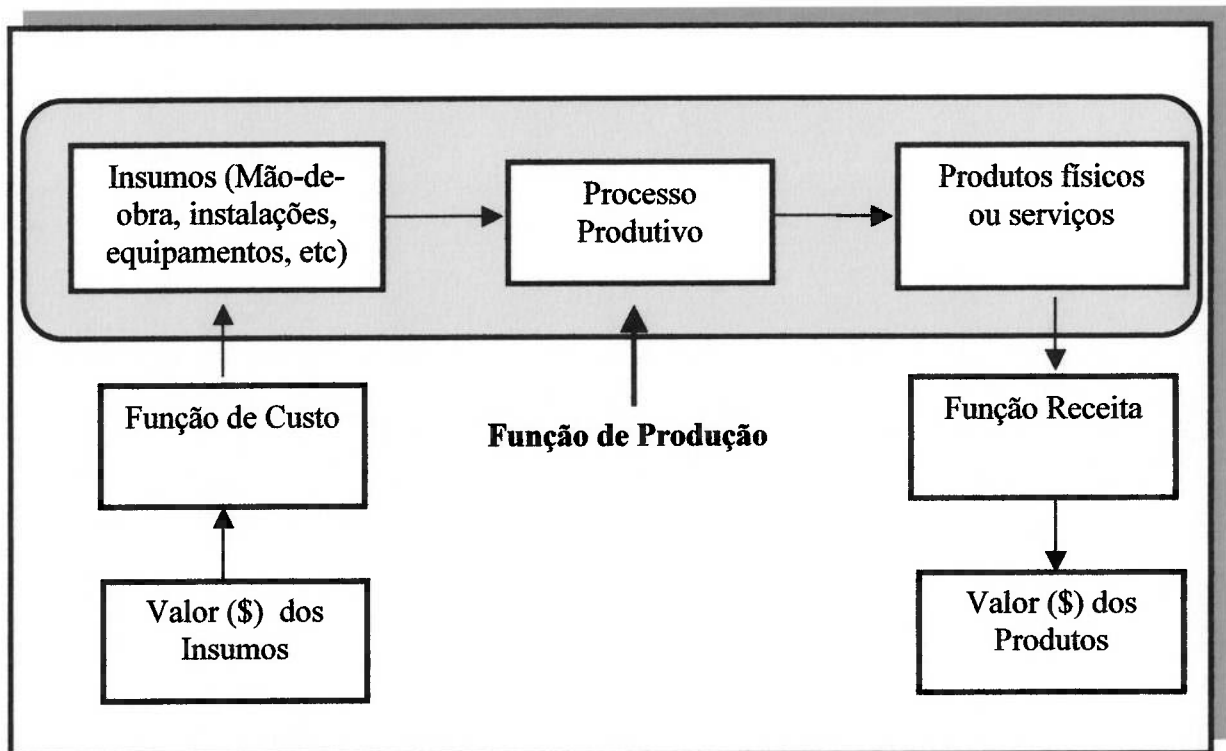 Insumos (Mão-de-
obra, instalações,
equipamentos, etc)
Processo
Produtivo
Produtos físicos
ou serviços
Função de Custo
Função de Produção
Função Receita
Valor ($) dos
Insumos
Valor ($) dos
Produtos